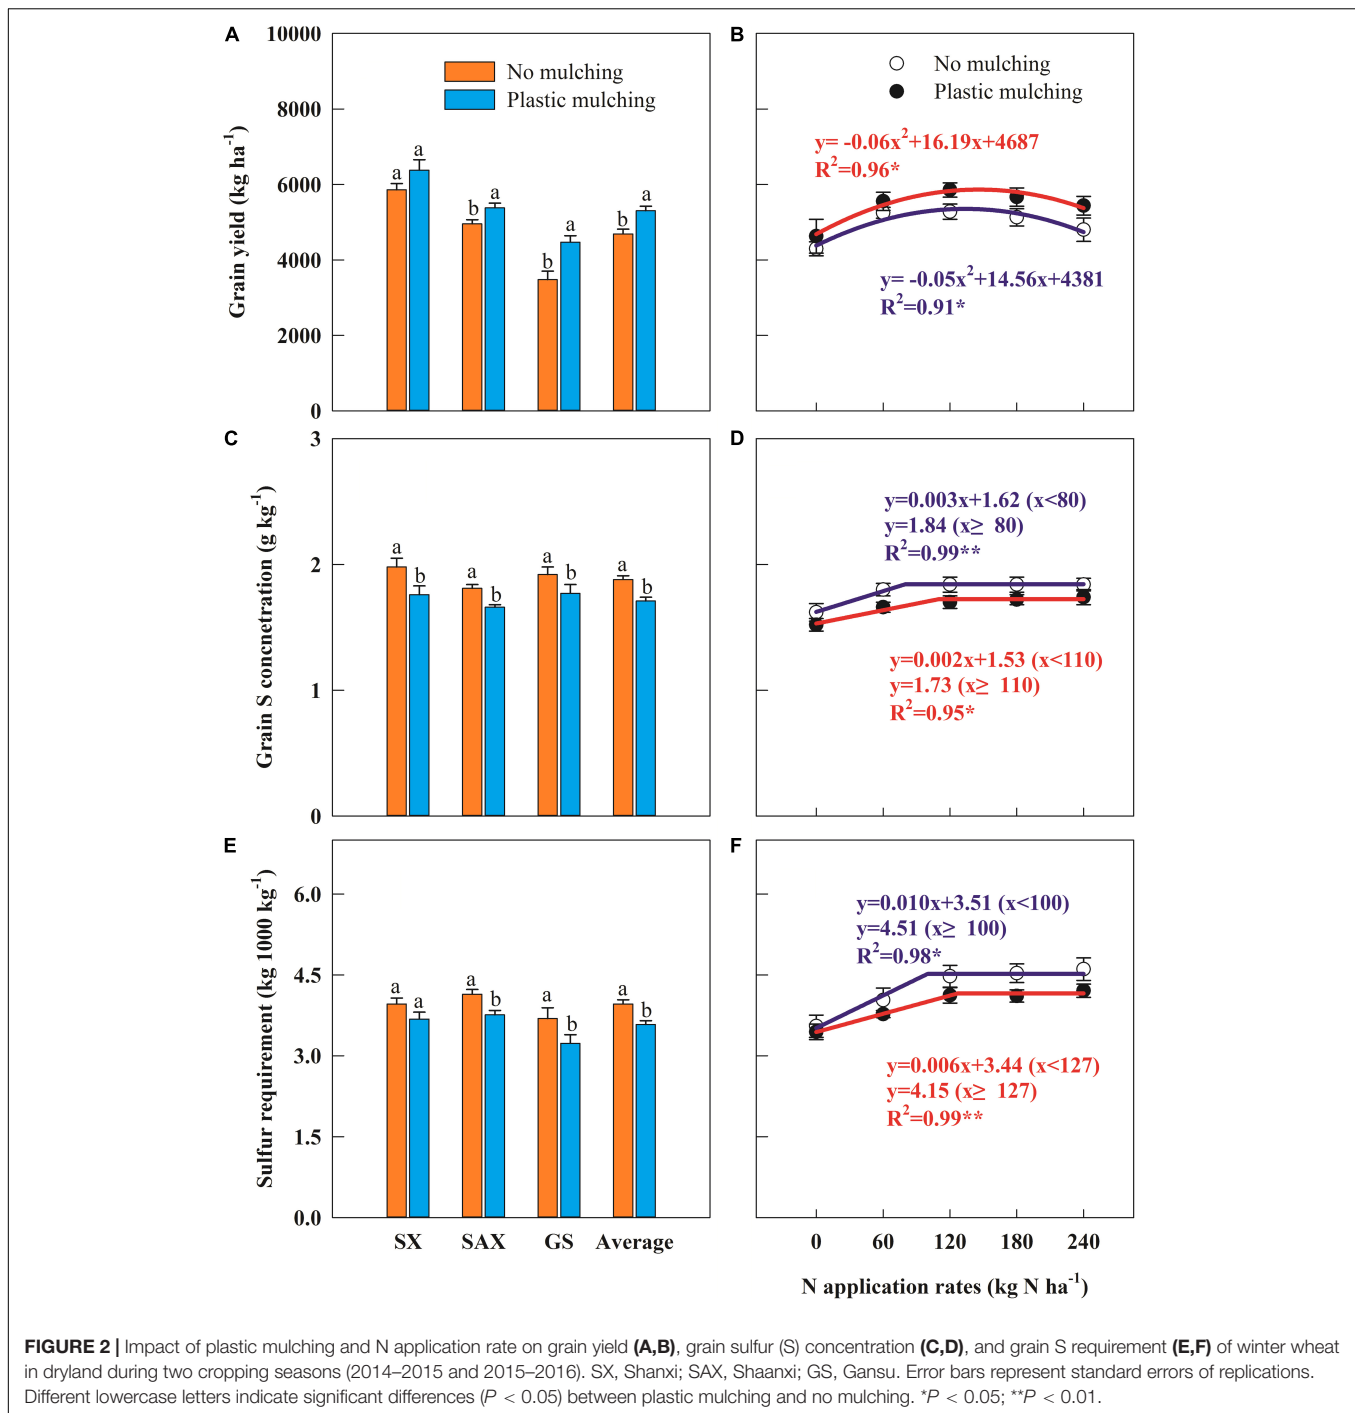 A
10000
8000
6000
4000
2000
0
Grain yield (kg ha-1)
No mulching
Plastic mulching
a
a
b
a
b
a
b
a
B
No mulching
Plastic mulching
y= -0.06x2+16.19x+4687
R2=0.96*
y= -0.05x2+14.56x+4381
R2=0.91*
C
3
2
1
0
Grain S concnetration (g kg-1)
a
b
a
b
a
b
a
b
D
y=0.003x+1.62 (x<80)
y=1.84 (x≥ 80)
R2=0.99**
y=0.002x+1.53 (x<110)
y=1.73 (x≥ 110)
R2=0.95*
E
6.0
4.5
3.0
1.5
0.0
Sulfur requirement (kg 1000 kg-1)
a
a
a
b
a
b
a
b
SX SAX GS Average
F
y=0.010x+3.51 (x<100)
y=4.51 (x≥ 100)
R2=0.98*
y=0.006x+3.44 (x<127)
y=4.15 (x≥ 127)
R2=0.99**
0 60 120 180 240
N application rates (kg N ha-1)
FIGURE 2 | Impact of plastic mulching and N application rate on grain yield (A,B), grain sulfur (S) concentration (C,D), and grain S requirement (E,F) of winter wheat
in dryland during two cropping seasons (2014–2015 and 2015–2016). SX, Shanxi; SAX, Shaanxi; GS, Gansu. Error bars represent standard errors of replications.
Different lowercase letters indicate significant differences (P < 0.05) between plastic mulching and no mulching. *P < 0.05; **P < 0.01.